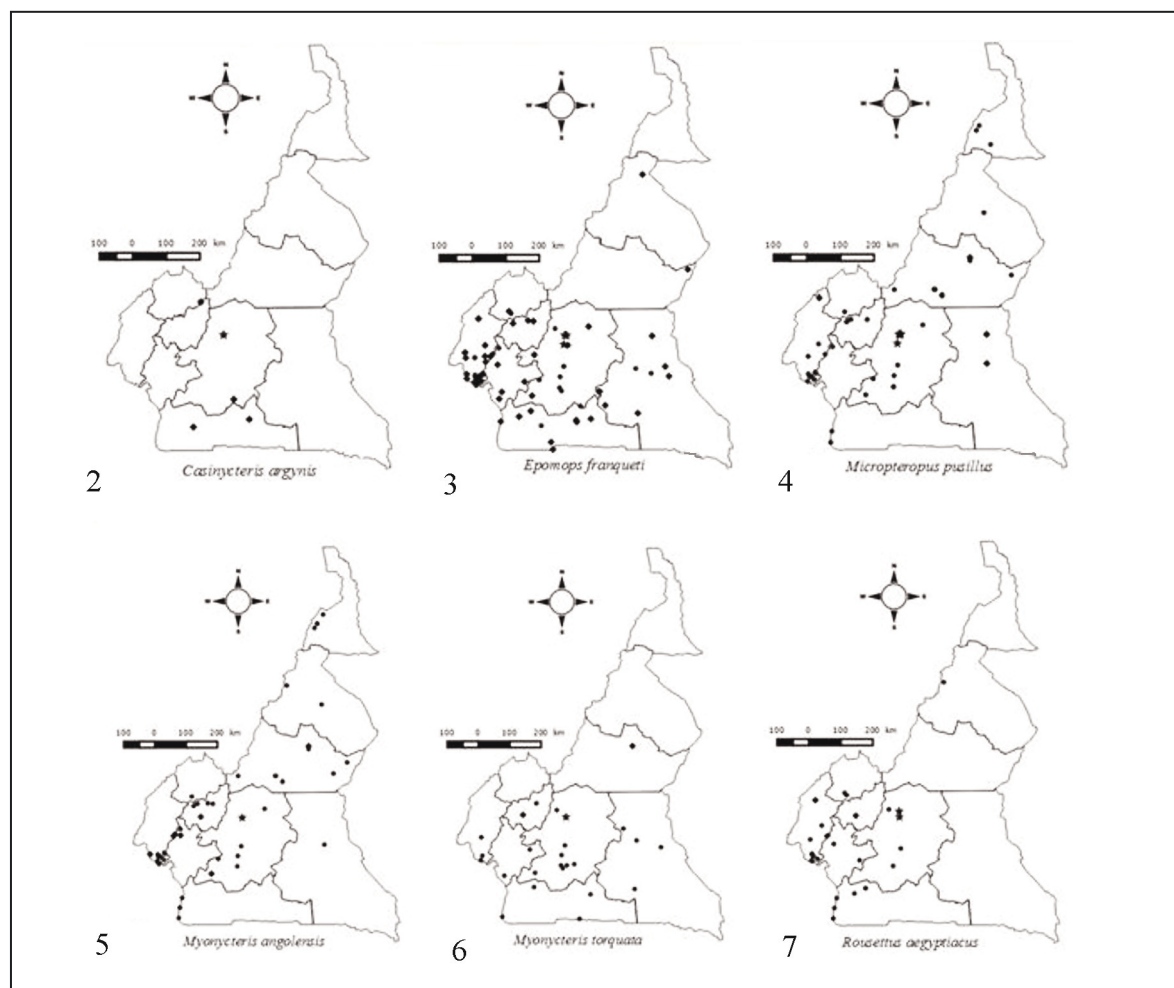 N
W E
S
100 0 100 200 km
2
Casinycteris argynis
N
W E
S
100 0 100 200 km
3
Epomops franqueti
N
W E
S
100 0 100 200 km
4
Micropteropus pusillus
N
W E
S
100 0 100 200 km
5
Myonycteris angolensis
N
W E
S
100 0 100 200 km
6
Myonycteris torquata
N
W E
S
100 0 100 200 km
7
Rousettus aegyptiacus